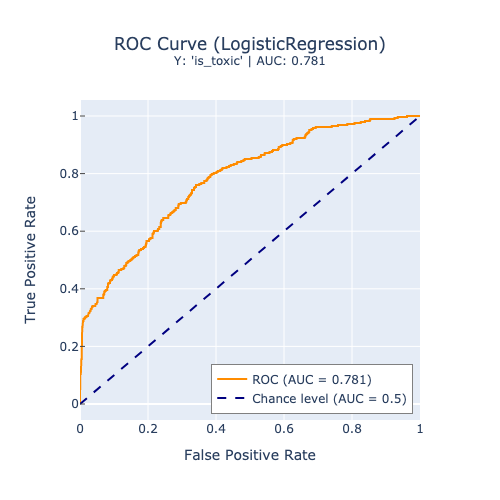 ROC Curve (LogisticRegression)
Y: 'is_toxic' | AUC: 0.781
True Positive Rate
1
0.8
0.6
0.4
0.2
0
ROC (AUC = 0.781)
Chance level (AUC = 0.5)
0 0.2 0.4 0.6 0.8 1
False Positive Rate